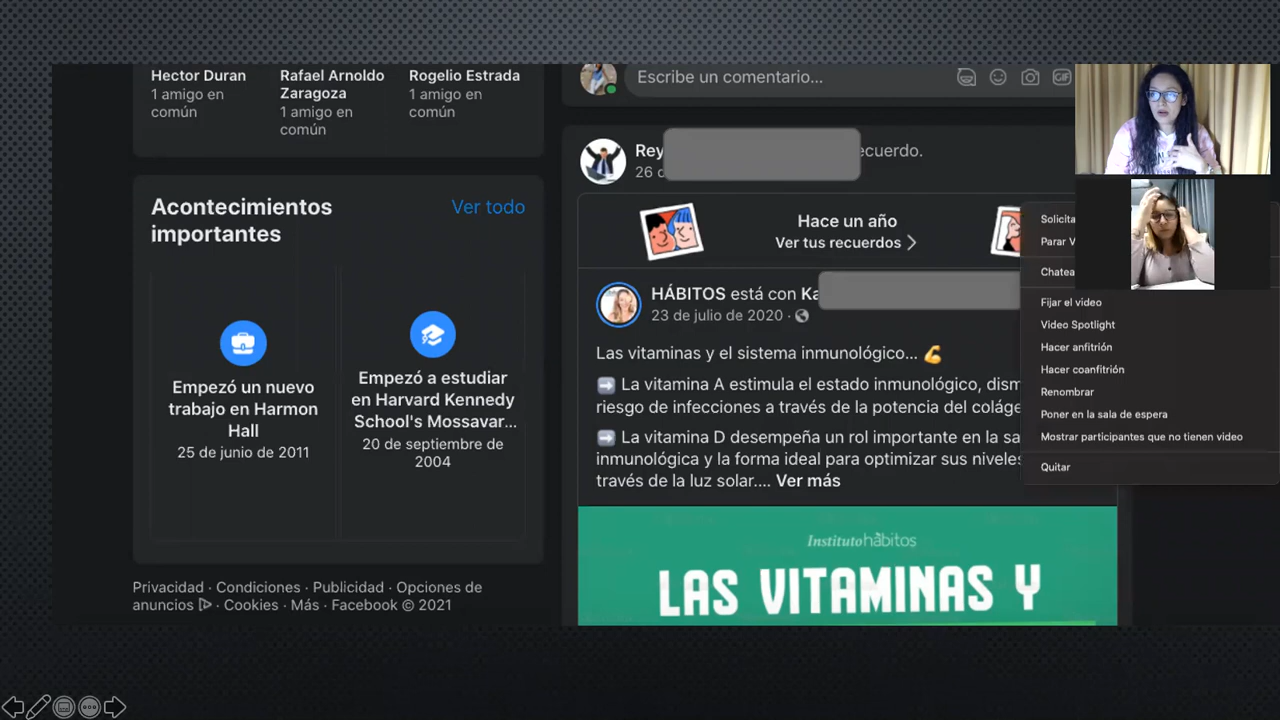 Hector Duran
1 amigo en
común
Rafael Arnoldo
Zaragoza
1 amigo en
común
Rogelio Estrada
1 amigo en
común
Acontecimientos
importantes
Ver todo
Empezó un nuevo
trabajo en Harmon
Hall
25 de junio de 2011
Empezó a estudiar
en Harvard Kennedy
School's Mossavar...
20 de septiembre de
2004
Privacidad · Condiciones · Publicidad · Opciones de
anuncios · Cookies · Más · Facebook © 2021
Escribe un comentario...
GIF
Rey ecuerdo.
26 d
Hace un año
Ver tus recuerdos
HÁBITOS está con Ka
23 de julio de 2020 ·
Las vitaminas y el sistema inmunológico... 💪
➡️ La vitamina A estimula el estado inmunológico, dism
riesgo de infecciones a través de la potencia del coláge
➡️ La vitamina D desempeña un rol importante en la sa
inmunológica y la forma ideal para optimizar sus niveles
través de la luz solar.... Ver más
Instituto hàbitos
LAS VITAMINAS Y
Solicita
Parar V
Chatea
Fijar el video
Video Spotlight
Hacer anfitrión
Hacer coanfitrión
Renombrar
Poner en la sala de espera
Mostrar participantes que no tienen video
Quitar